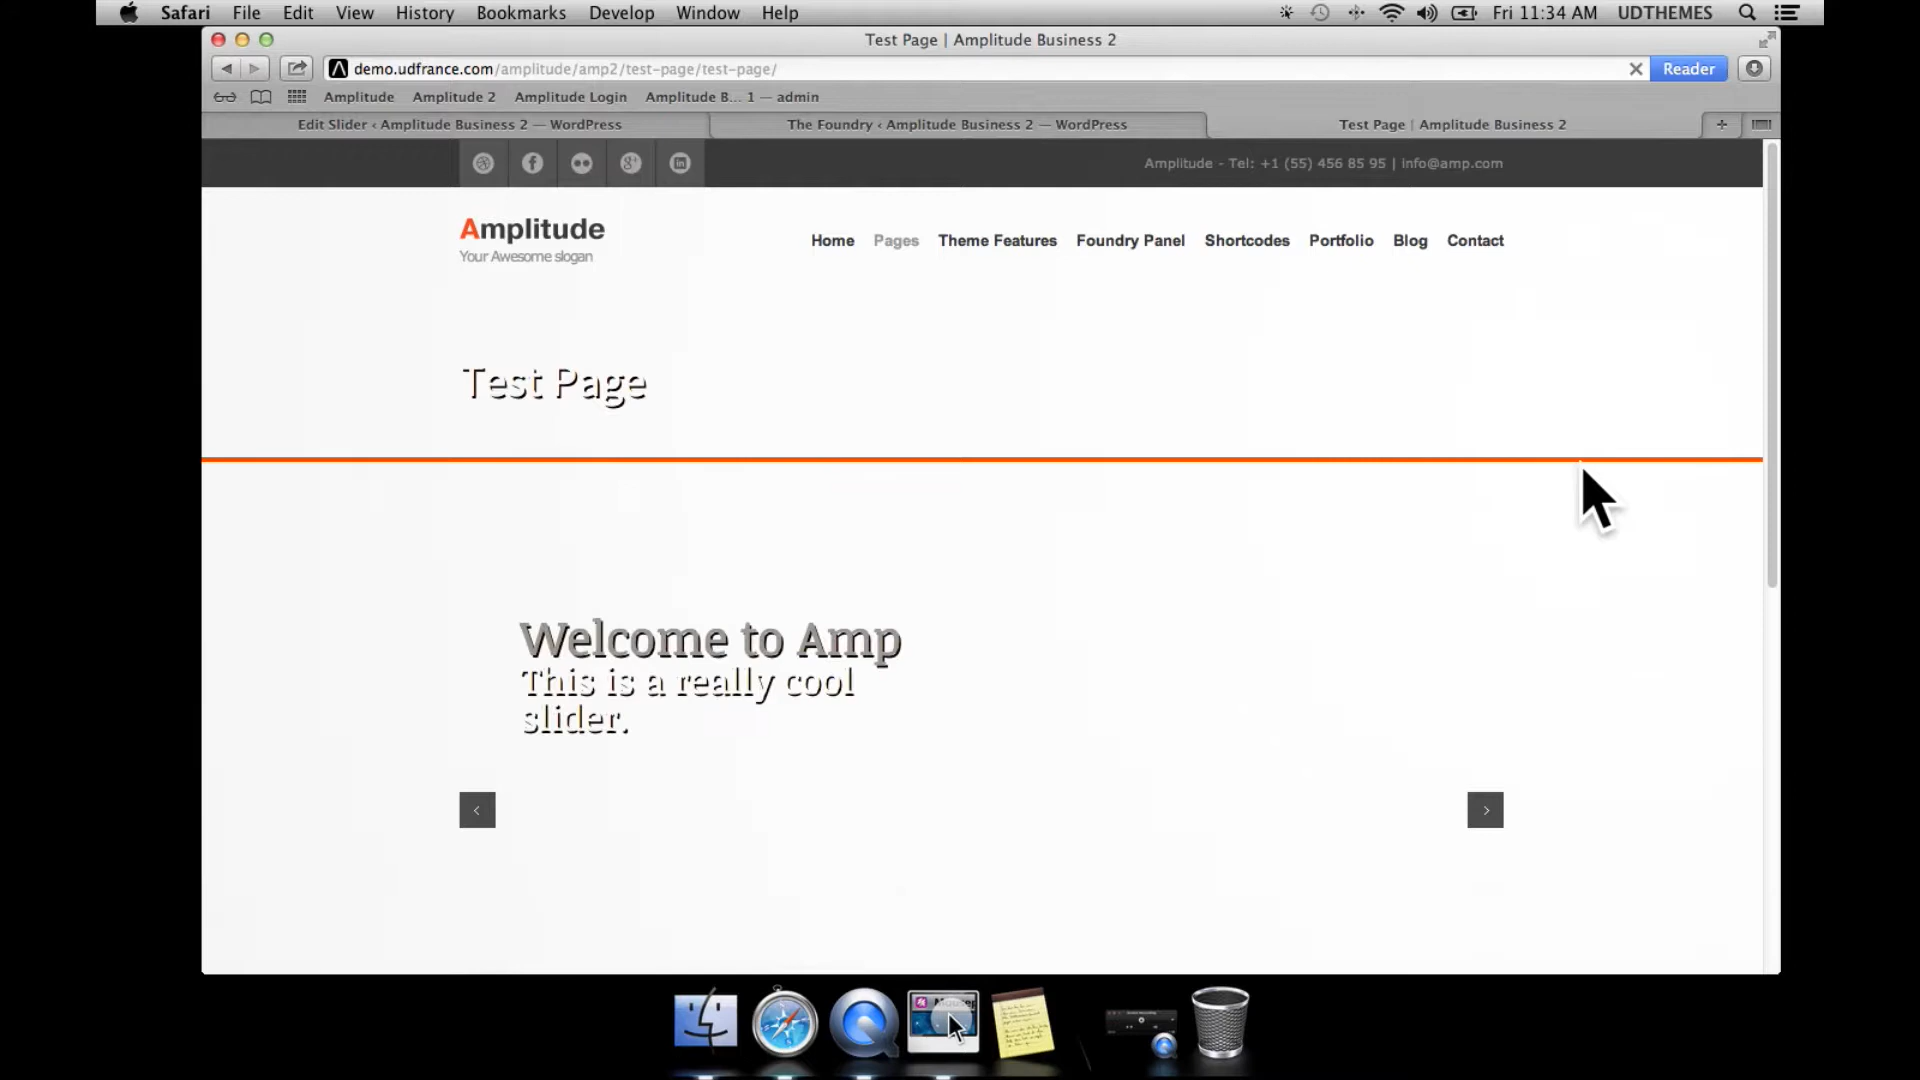 Safari File Edit View History Bookmarks Develop Window Help Fri 11:34 AM UDTHEMES
Test Page | Amplitude Business 2
demo.udfrance.com/amplitude/amp2/test-page/test-page/ Reader
Amplitude Amplitude 2 Amplitude Login Amplitude B... 1 — admin
Edit Slider ‹ Amplitude Business 2 — WordPress The Foundry ‹ Amplitude Business 2 — WordPress Test Page | Amplitude Business 2
Amplitude - Tel: +1 (55) 456 85 95 | info@amp.com
Amplitude
Your Awesome slogan
Home Pages Theme Features Foundry Panel Shortcodes Portfolio Blog Contact
Test Page
Welcome to Amp
This is a really cool
slider.